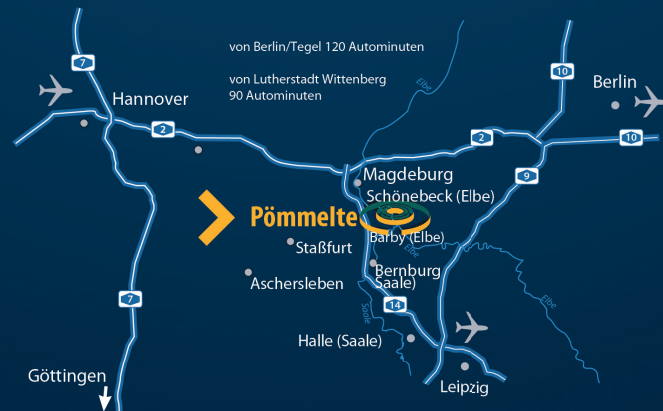 7
von Berlin/Tegel 120 Autominuten
von Lutherstadt Wittenberg
90 Autominuten
Elbe
10
Berlin
Hannover
2
2
10
Magdeburg
9
Schönebeck (Elbe)
Pömmelte
Barby (Elbe)
Staßfurt
Bernburg
Saale)
Aschersleben
7
14
Elbe
Elbe
Saale
Halle (Saale)
Göttingen
Leipzig